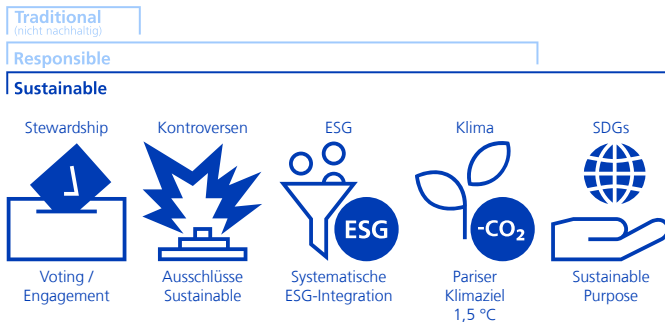 Traditional
(nicht nachhaltig)
Responsible
Sustainable
Stewardship
Kontroversen
ESG
Klima
SDGs
ESG
-CO₂
Voting /
Engagement
Ausschlüsse
Sustainable
Systematische
ESG-Integration
Pariser
Klimaziel
1,5 °C
Sustainable
Purpose